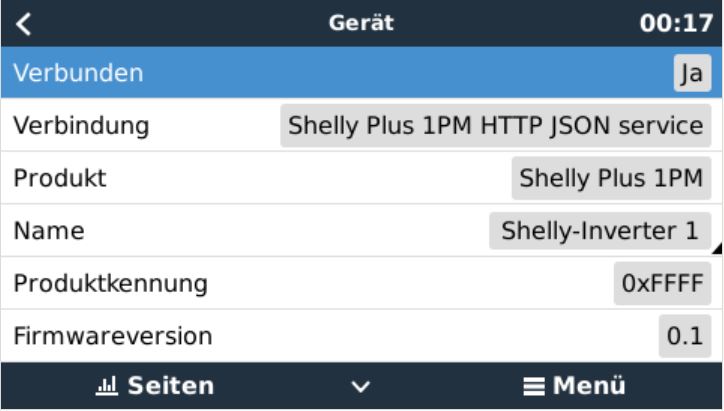 Gerät 00:17
Verbunden Ja
Verbindung Shelly Plus 1PM HTTP JSON service
Produkt Shelly Plus 1PM
Name Shelly-Inverter 1
Produktkennung 0xFFFF
Firmwareversion 0.1
Seiten Menü